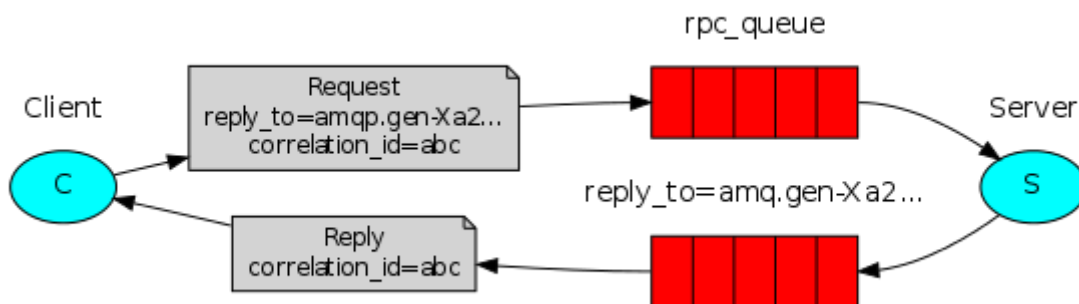 rpc_queue
Client
Request
reply_to=amqp.gen-Xa2...
correlation_id=abc
Server
C
S
reply_to=amq.gen-Xa2...
Reply
correlation_id=abc